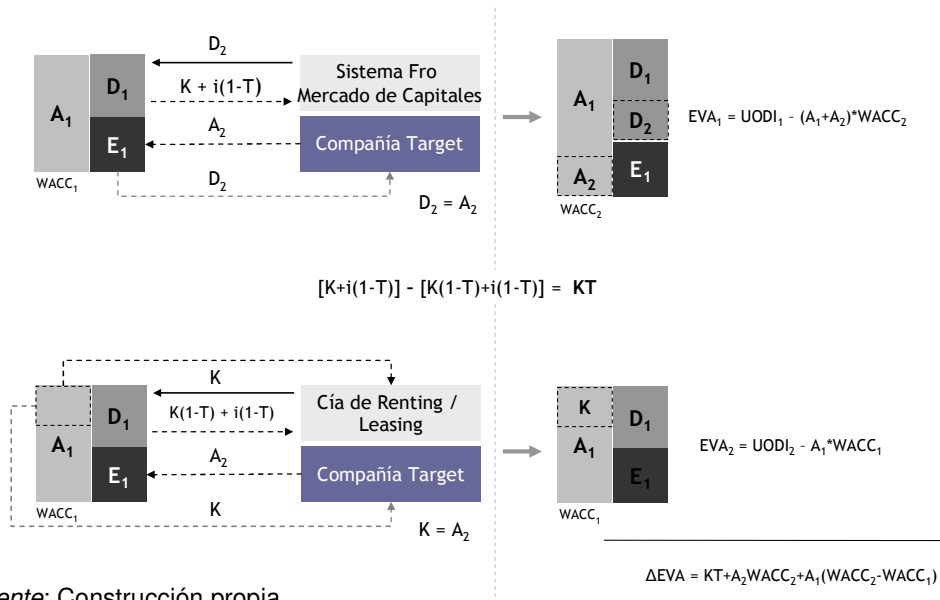 D₂
A₁
D₁
E₁
WACC₁
K + i(1-T)
A₂
D₂
Sistema Fro
Mercado de Capitales
Compañía Target
D₂ = A₂
A₁
A₂
D₁
D₂
E₁
WACC₂
EVA₁ = UODI₁ - (A₁+A₂)*WACC₂
[K+i(1-T)] - [K(1-T)+i(1-T)] = KT
K
A₁
D₁
E₁
WACC₁
K(1-T) + i(1-T)
A₂
K
Cía de Renting /
Leasing
Compañía Target
K = A₂
K
A₁
D₁
E₁
WACC₁
EVA₂ = UODI₂ - A₁*WACC₁
ΔEVA = KT+A₂WACC₂+A₁(WACC₂-WACC₁)
ente: Construcción propia